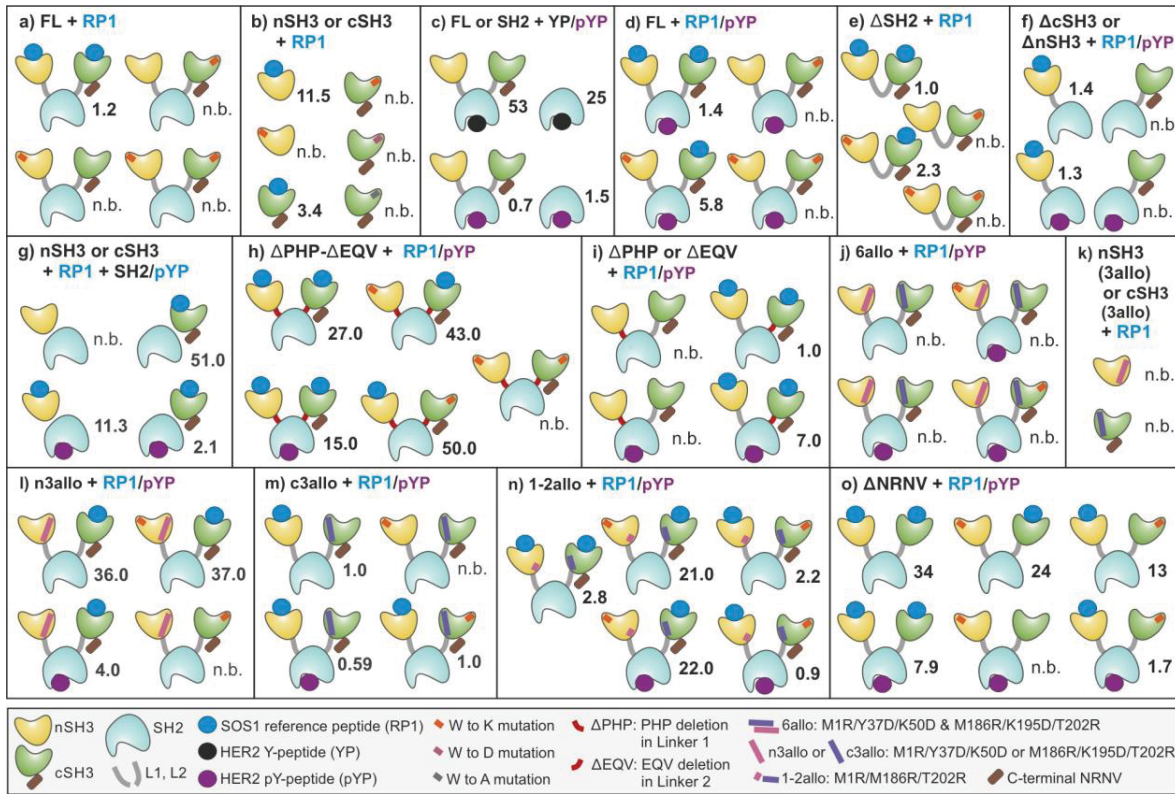 a) FL + RP1
1.2
n.b.
n.b.
n.b.
b) nSH3 or cSH3
+ RP1
11.5
n.b.
n.b.
n.b.
3.4
n.b.
c) FL or SH2 + YP/pYP
53
25
0.7
1.5
d) FL + RP1/pYP
1.4
n.b.
5.8
n.b.
e) ΔSH2 + RP1
1.0
n.b.
2.3
n.b.
f) ΔcSH3 or
ΔnSH3 + RP1/pYP
1.4
n.b.
1.3
n.b.
g) nSH3 or cSH3
+ RP1 + SH2/pYP
n.b.
51.0
11.3
2.1
h) ΔPHP-ΔEQV + RP1/pYP
27.0
43.0
n.b.
15.0
50.0
i) ΔPHP or ΔEQV
+ RP1/pYP
n.b.
1.0
n.b.
7.0
j) 6allo + RP1/pYP
n.b.
n.b.
n.b.
n.b.
k) nSH3
(3allo)
or cSH3
(3allo)
+ RP1
n.b.
n.b.
l) n3allo + RP1/pYP
36.0
37.0
4.0
n.b.
m) c3allo + RP1/pYP
1.0
n.b.
0.59
1.0
n) 1-2allo + RP1/pYP
2.8
21.0
2.2
22.0
0.9
o) ΔNRNV + RP1/pYP
34
24
13
7.9
n.b.
1.7
nSH3
cSH3
SH2
L1, L2
SOS1 reference peptide (RP1)
HER2 Y-peptide (YP)
HER2 pY-peptide (pYP)
W to K mutation
W to D mutation
W to A mutation
ΔPHP: PHP deletion
in Linker 1
ΔEQV: EQV deletion
in Linker 2
6allo: M1R/Y37D/K50D & M186R/K195D/T202R
n3allo or c3allo: M1R/Y37D/K50D or M186R/K195D/T202R
1-2allo: M1R/M186R/T202R
C-terminal NRNV